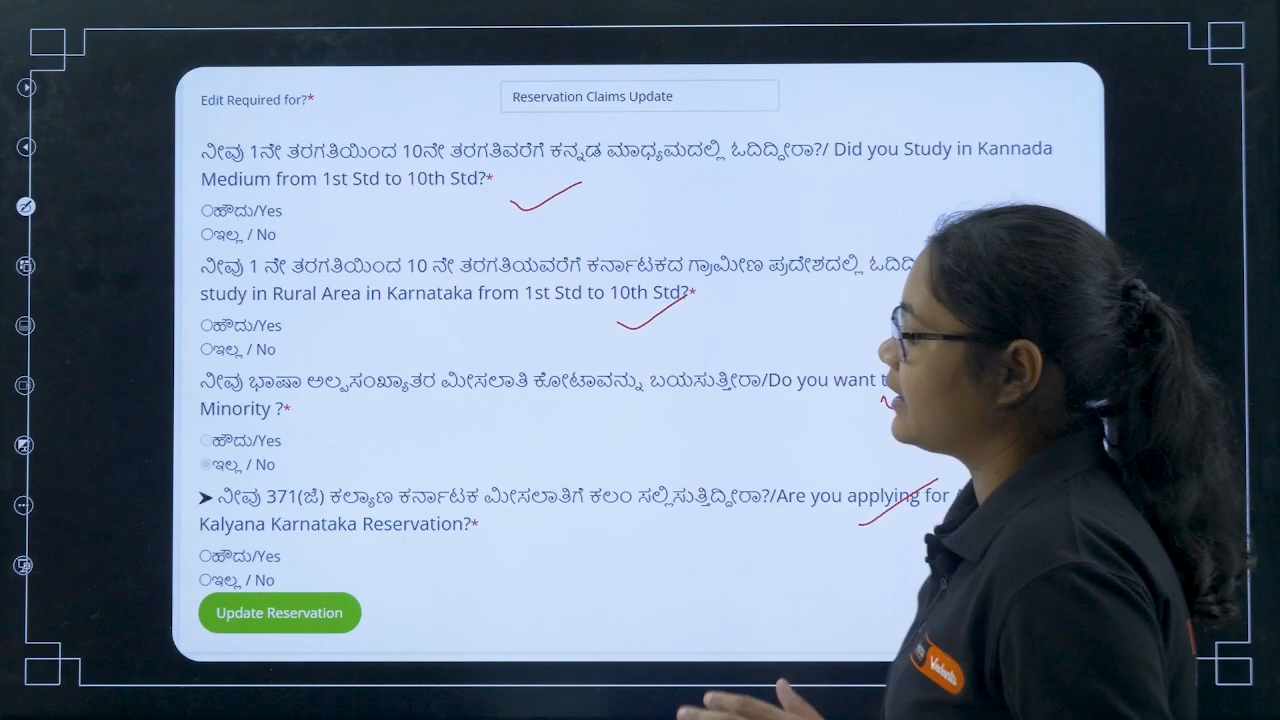 Edit Required for?*
Reservation Claims Update
ನೀವು 1ನೇ ತರಗತಿಯಿಂದ 10ನೇ ತರಗತಿವರೆಗೆ ಕನ್ನಡ ಮಾಧ್ಯಮದಲ್ಲಿ ಓದಿದ್ದೀರಾ?/ Did you Study in Kannada
Medium from 1st Std to 10th Std?*
ಹೌದು/Yes
ಇಲ್ಲ / No
ನೀವು 1 ನೇ ತರಗತಿಯಿಂದ 10 ನೇ ತರಗತಿಯವರೆಗೆ ಕರ್ನಾಟಕದ ಗ್ರಾಮೀಣ ಪ್ರದೇಶದಲ್ಲಿ
study in Rural Area in Karnataka from 1st Std to 10th Std?*
ಹೌದು/Yes
ಇಲ್ಲ / No
ನೀವು ಭಾಷಾ ಅಲ್ಪಸಂಖ್ಯಾತರ ಮೀಸಲಾತಿ ಕೋಟಾವನ್ನು ಬಯಸುತ್ತೀರಾ/Do you want
Minority ?*
ಹೌದು/Yes
ಇಲ್ಲ / No
➤ ನೀವು 371(ಜೆ) ಕಲ್ಯಾಣ ಕರ್ನಾಟಕ ಮೀಸಲಾತಿಗೆ ಕಲಂ ಸಲ್ಲಿಸುತ್ತಿದ್ದೀರಾ?/Are you applying for
Kalyana Karnataka Reservation?*
ಹೌದು/Yes
ಇಲ್ಲ / No
Update Reservation
Vedantu